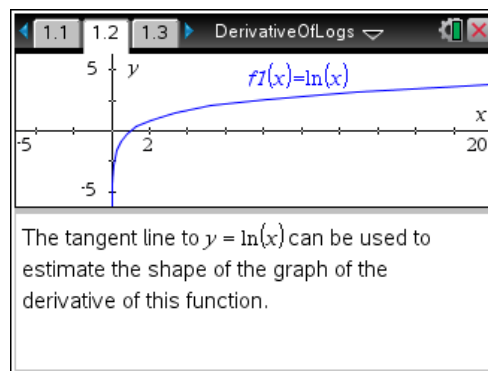 1.1 1.2 1.3 DerivativeOfLogs
5 y f1(x)=ln(x)
x
-5 2 20
-5
The tangent line to y = ln(x) can be used to
estimate the shape of the graph of the
derivative of this function.